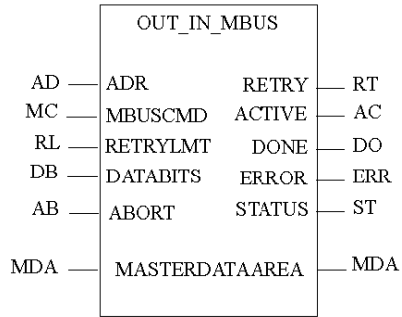 OUT_IN_MBUS
AD ADR RETRY RT
MC MBUSCMD ACTIVE AC
RL RETRYLMT DONE DO
DB DATABITS ERROR ERR
AB ABORT STATUS ST
MDA MASTERDATAAREA MDA